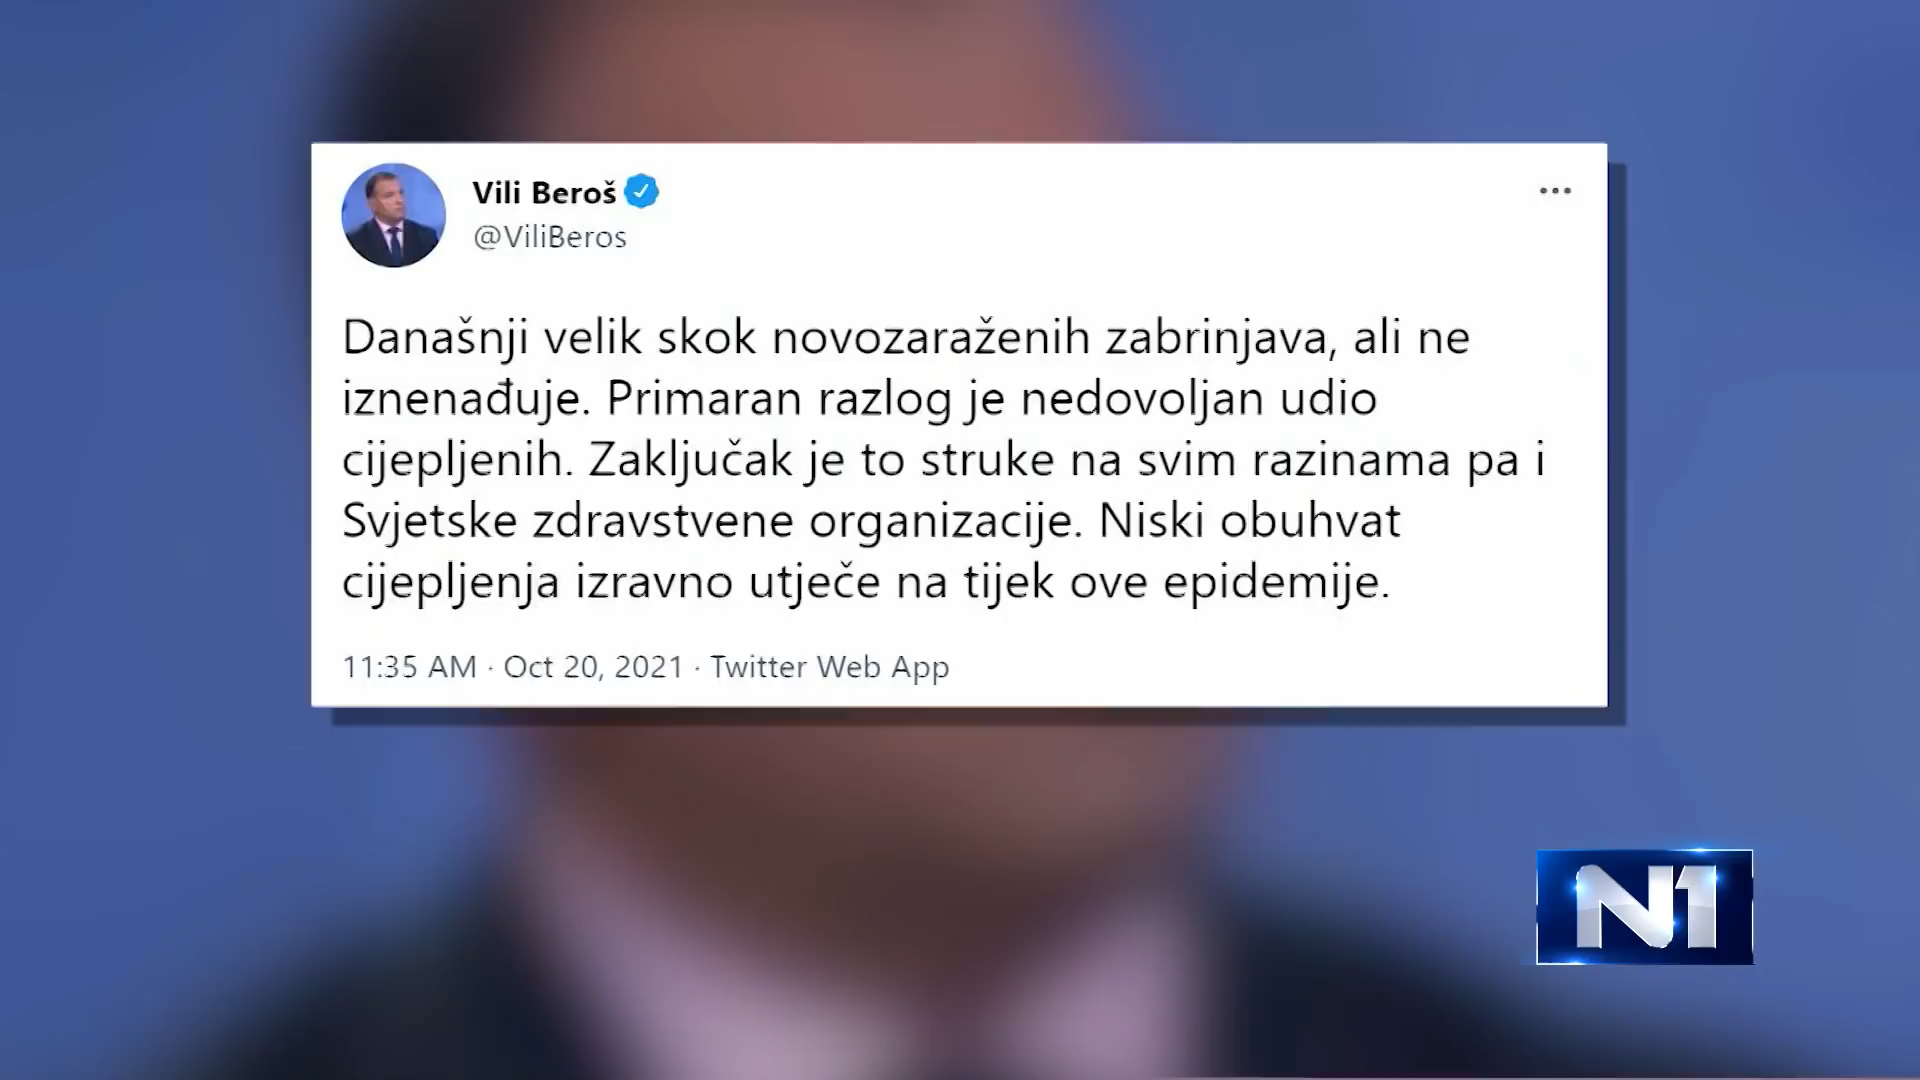 Vili Beroš
@ViliBeros
Današnji velik skok novozaraženih zabrinjava, ali ne
iznenađuje. Primaran razlog je nedovoljan udio
cijepljenih. Zaključak je to struke na svim razinama pa i
Svjetske zdravstvene organizacije. Niski obuhvat
cijepljenja izravno utječe na tijek ove epidemije.
11:35 AM · Oct 20, 2021 · Twitter Web App
N1